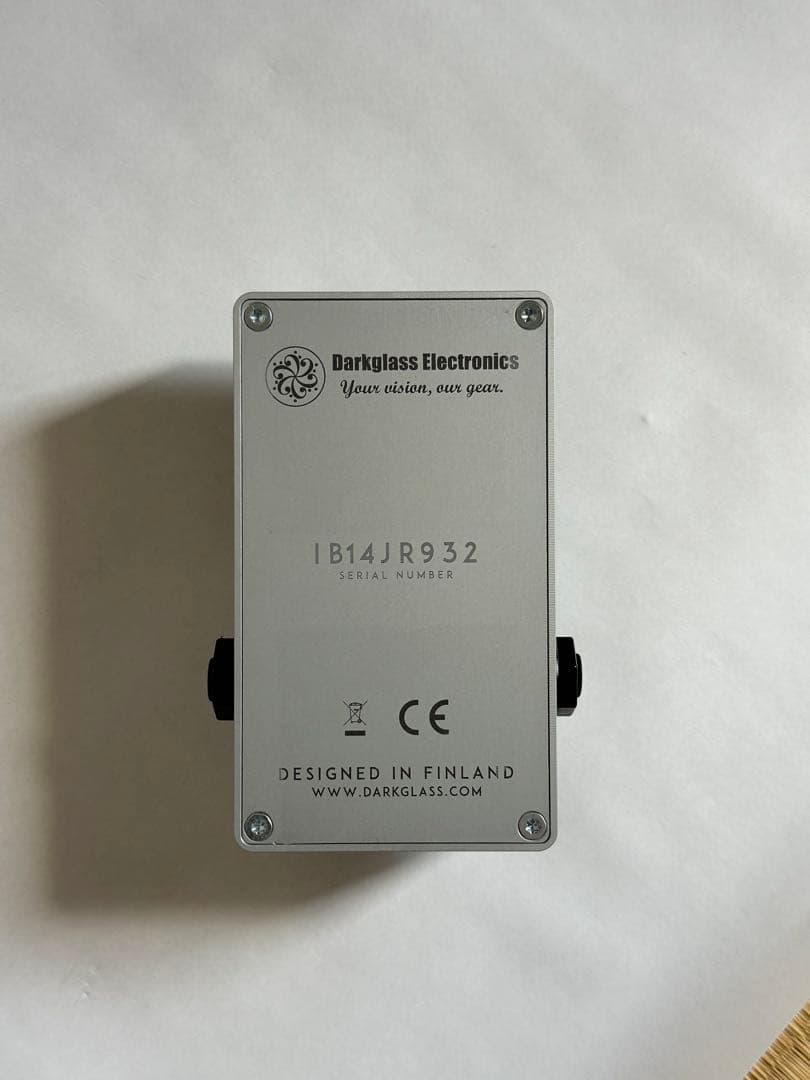 Darkglass Electronics
Your vision, our gear.
IB14JR932
SERIAL NUMBER
CE
DESIGNED IN FINLAND
WWW.DARKGLASS.COM